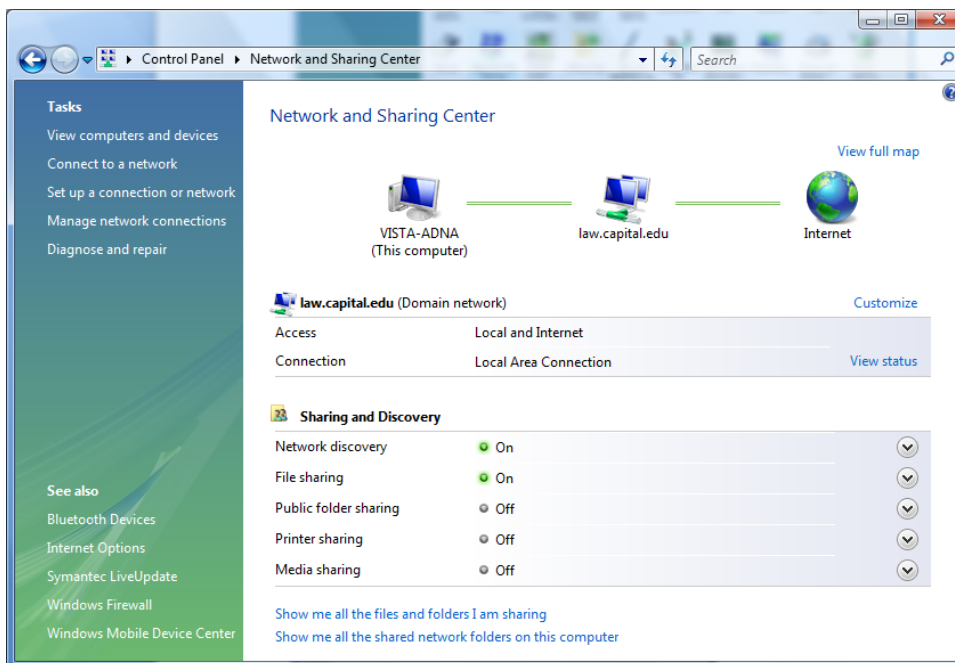 Control Panel
Network and Sharing Center
Search
Tasks
View computers and devices
Connect to a network
Set up a connection or network
Manage network connections
Diagnose and repair
See also
Bluetooth Devices
Internet Options
Symantec LiveUpdate
Windows Firewall
Windows Mobile Device Center
Network and Sharing Center
View full map
VISTA-ADNA
(This computer)
law.capital.edu
Internet
law.capital.edu (Domain network) Customize
Access Local and Internet
Connection Local Area Connection View status
Sharing and Discovery
Network discovery On
File sharing On
Public folder sharing Off
Printer sharing Off
Media sharing Off
Show me all the files and folders I am sharing
Show me all the shared network folders on this computer